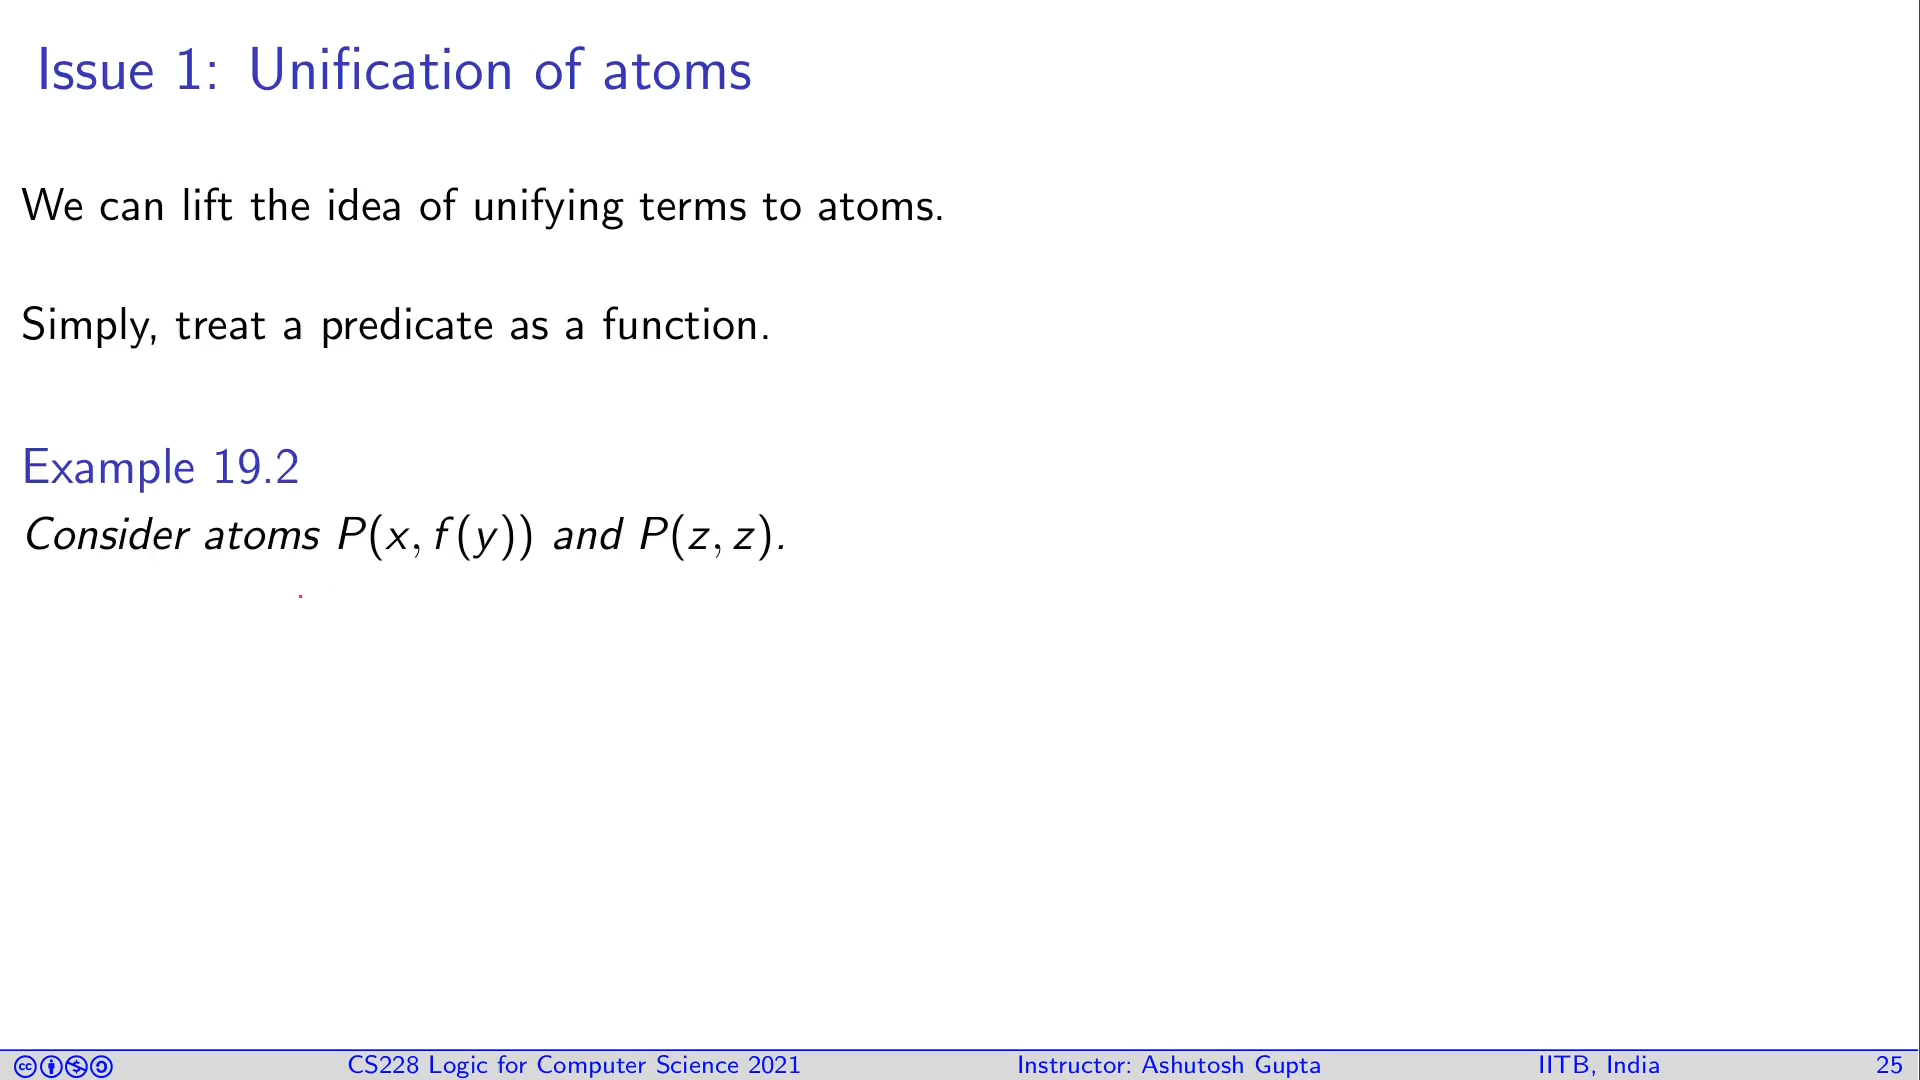 Issue 1: Unification of atoms
We can lift the idea of unifying terms to atoms.
Simply, treat a predicate as a function.
Example 19.2
Consider atoms P(x, f(y)) and P(z, z).
CS228 Logic for Computer Science 2021 Instructor: Ashutosh Gupta IITB, India 25